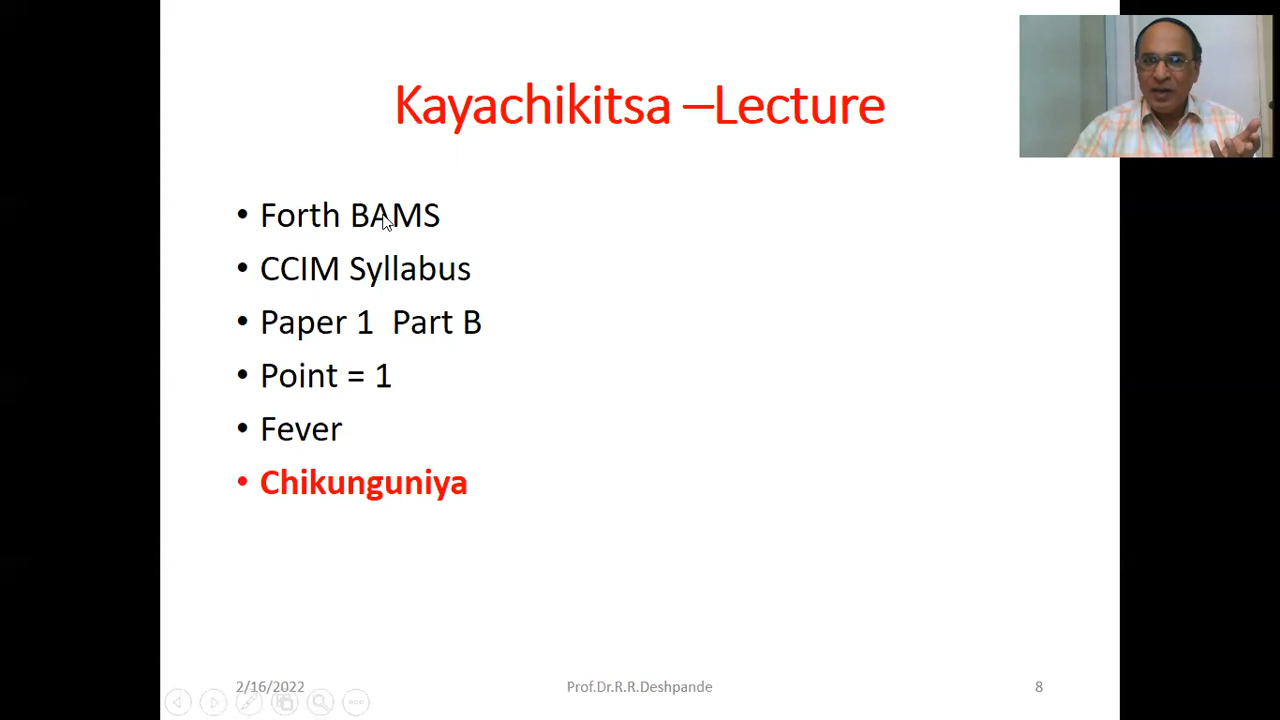 Kayachikitsa –Lecture
• Forth BAMS
• CCIM Syllabus
• Paper 1 Part B
• Point = 1
• Fever
• Chikunguniya
2/16/2022
Prof.Dr.R.R.Deshpande
8